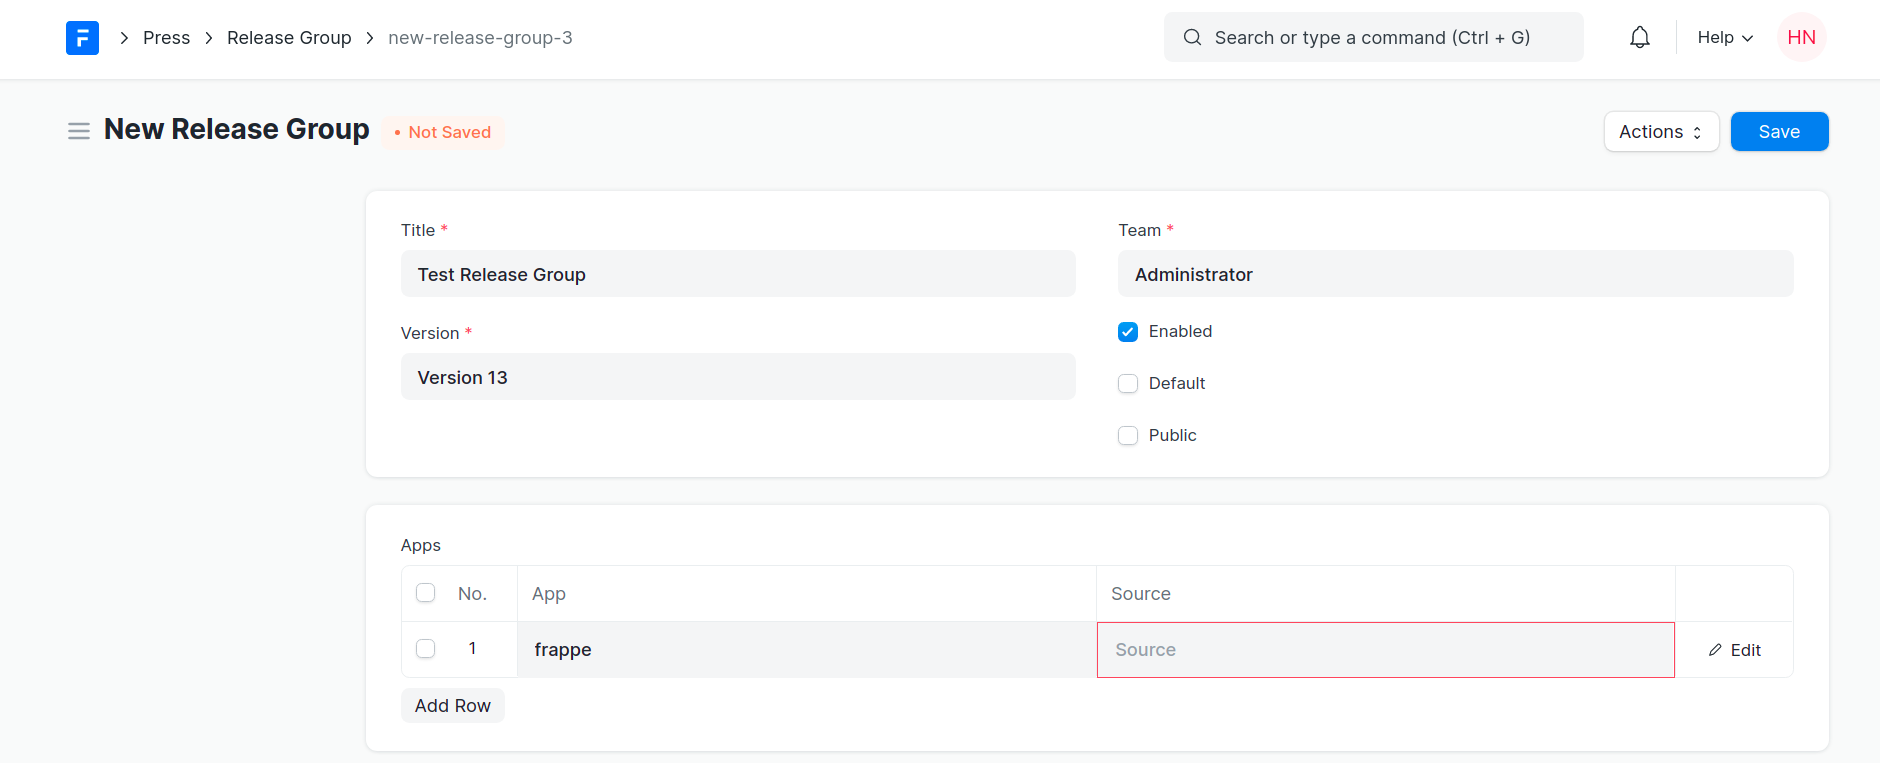 F Press Release Group new-release-group-3 Search or type a command (Ctrl + G) Help HN
New Release Group • Not Saved Actions Save
Title * Team *
Test Release Group Administrator
Version * Enabled
Version 13 Default
Public
Apps
No. App Source
1 frappe Source Edit
Add Row